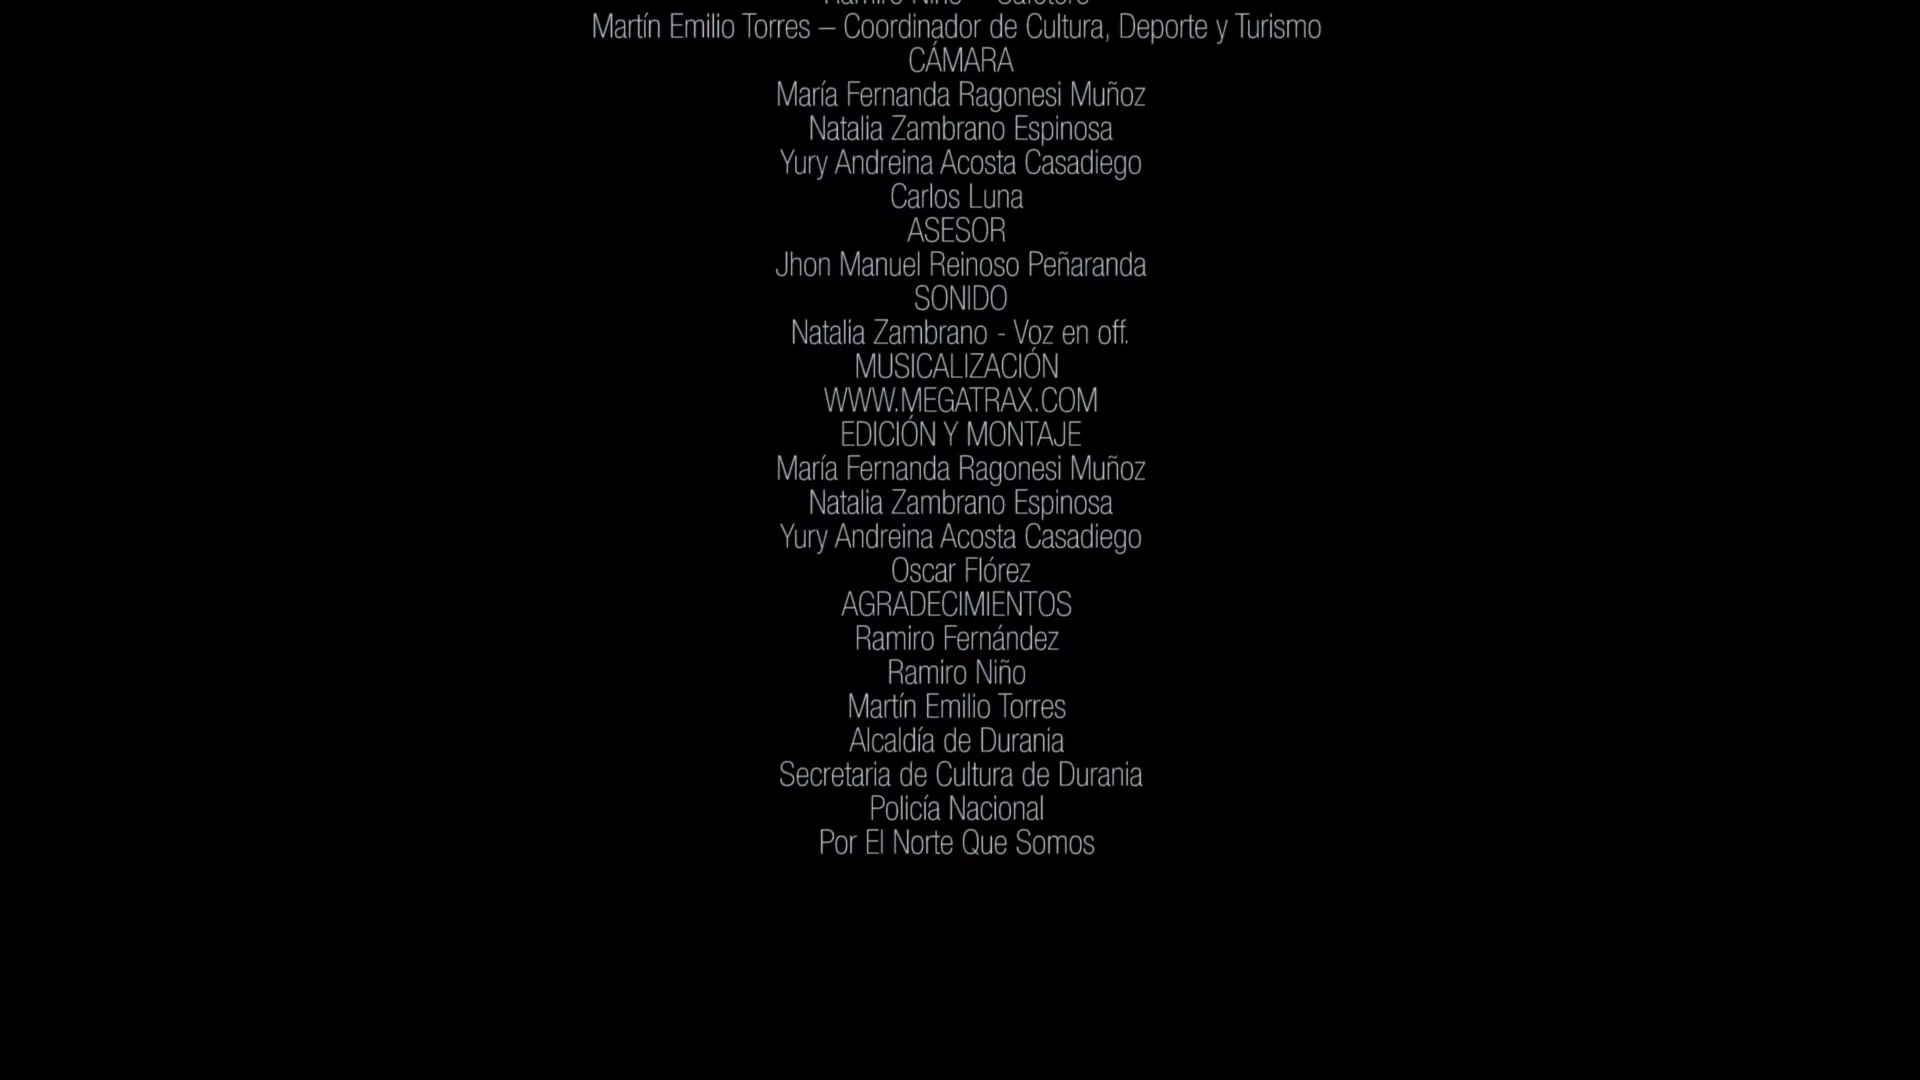 Ramiro Niño – Cafetero
Martín Emilio Torres – Coordinador de Cultura, Deporte y Turismo
CÁMARA
María Fernanda Ragonesi Muñoz
Natalia Zambrano Espinosa
Yury Andreina Acosta Casadiego
Carlos Luna
ASESOR
Jhon Manuel Reinoso Peñaranda
SONIDO
Natalia Zambrano - Voz en off.
MUSICALIZACIÓN
WWW.MEGATRAX.COM
EDICIÓN Y MONTAJE
María Fernanda Ragonesi Muñoz
Natalia Zambrano Espinosa
Yury Andreina Acosta Casadiego
Oscar Flórez
AGRADECIMIENTOS
Ramiro Fernández
Ramiro Niño
Martín Emilio Torres
Alcaldía de Durania
Secretaria de Cultura de Durania
Policía Nacional
Por El Norte Que Somos